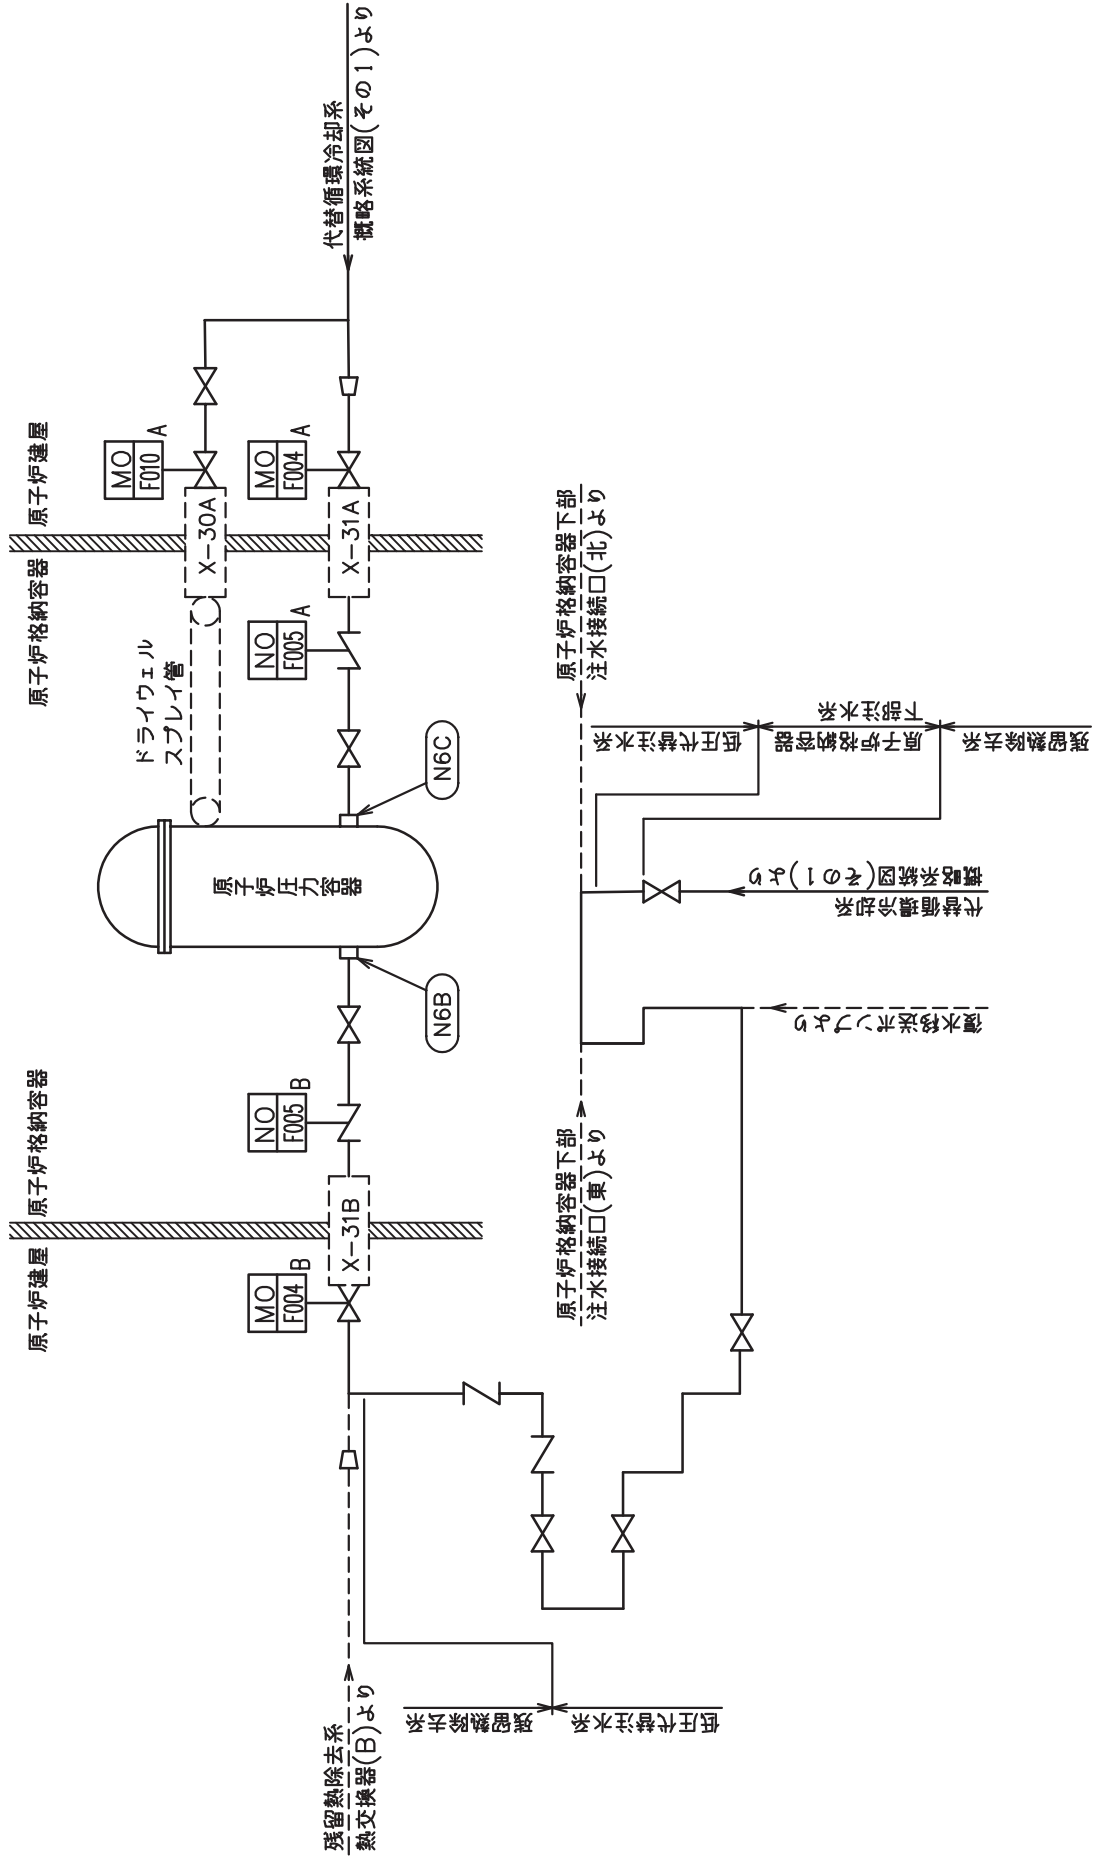 残留熱除去系
熱交換器(B)より
原子炉建屋
原子炉格納容器
MO
F004
B
X-31B
NO
F005
B
N6B
原子炉圧力容器
N6C
ドライウェル
スプレイ管
原子炉格納容器
原子炉建屋
NO
F005
A
X-30A
X-31A
MO
F010
A
MO
F004
A
代替循環冷却系
概略系統図(その1)より
残留熱除去系
低圧代替注水系
原子炉格納容器下部
注水接続口(東)より
復水移送ポンプより
代替循環冷却系
概略系統図(その1)より
原子炉格納容器下部
注水接続口(北)より
低圧代替注水系
原子炉格納容器
下部注水系
残留熱除去系